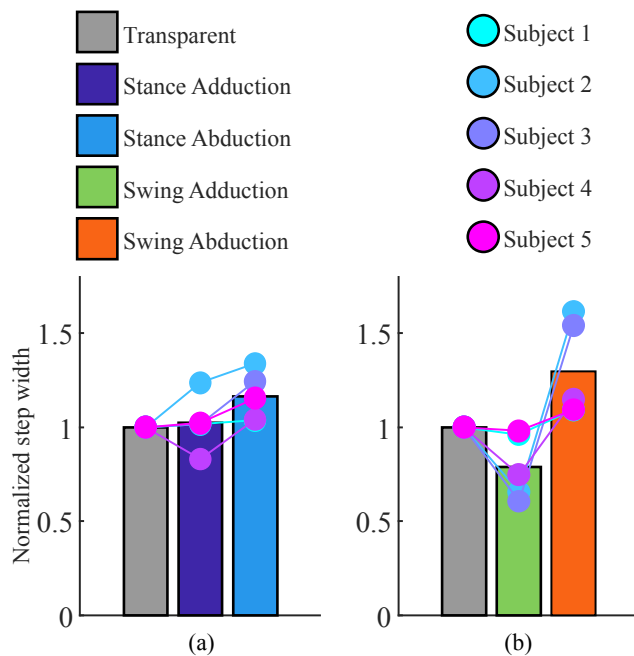 Transparent
Stance Adduction
Stance Abduction
Swing Adduction
Swing Abduction
Subject 1
Subject 2
Subject 3
Subject 4
Subject 5
Normalized step width
1.5
1
0.5
0
(a)
1.5
1
0.5
0
(b)